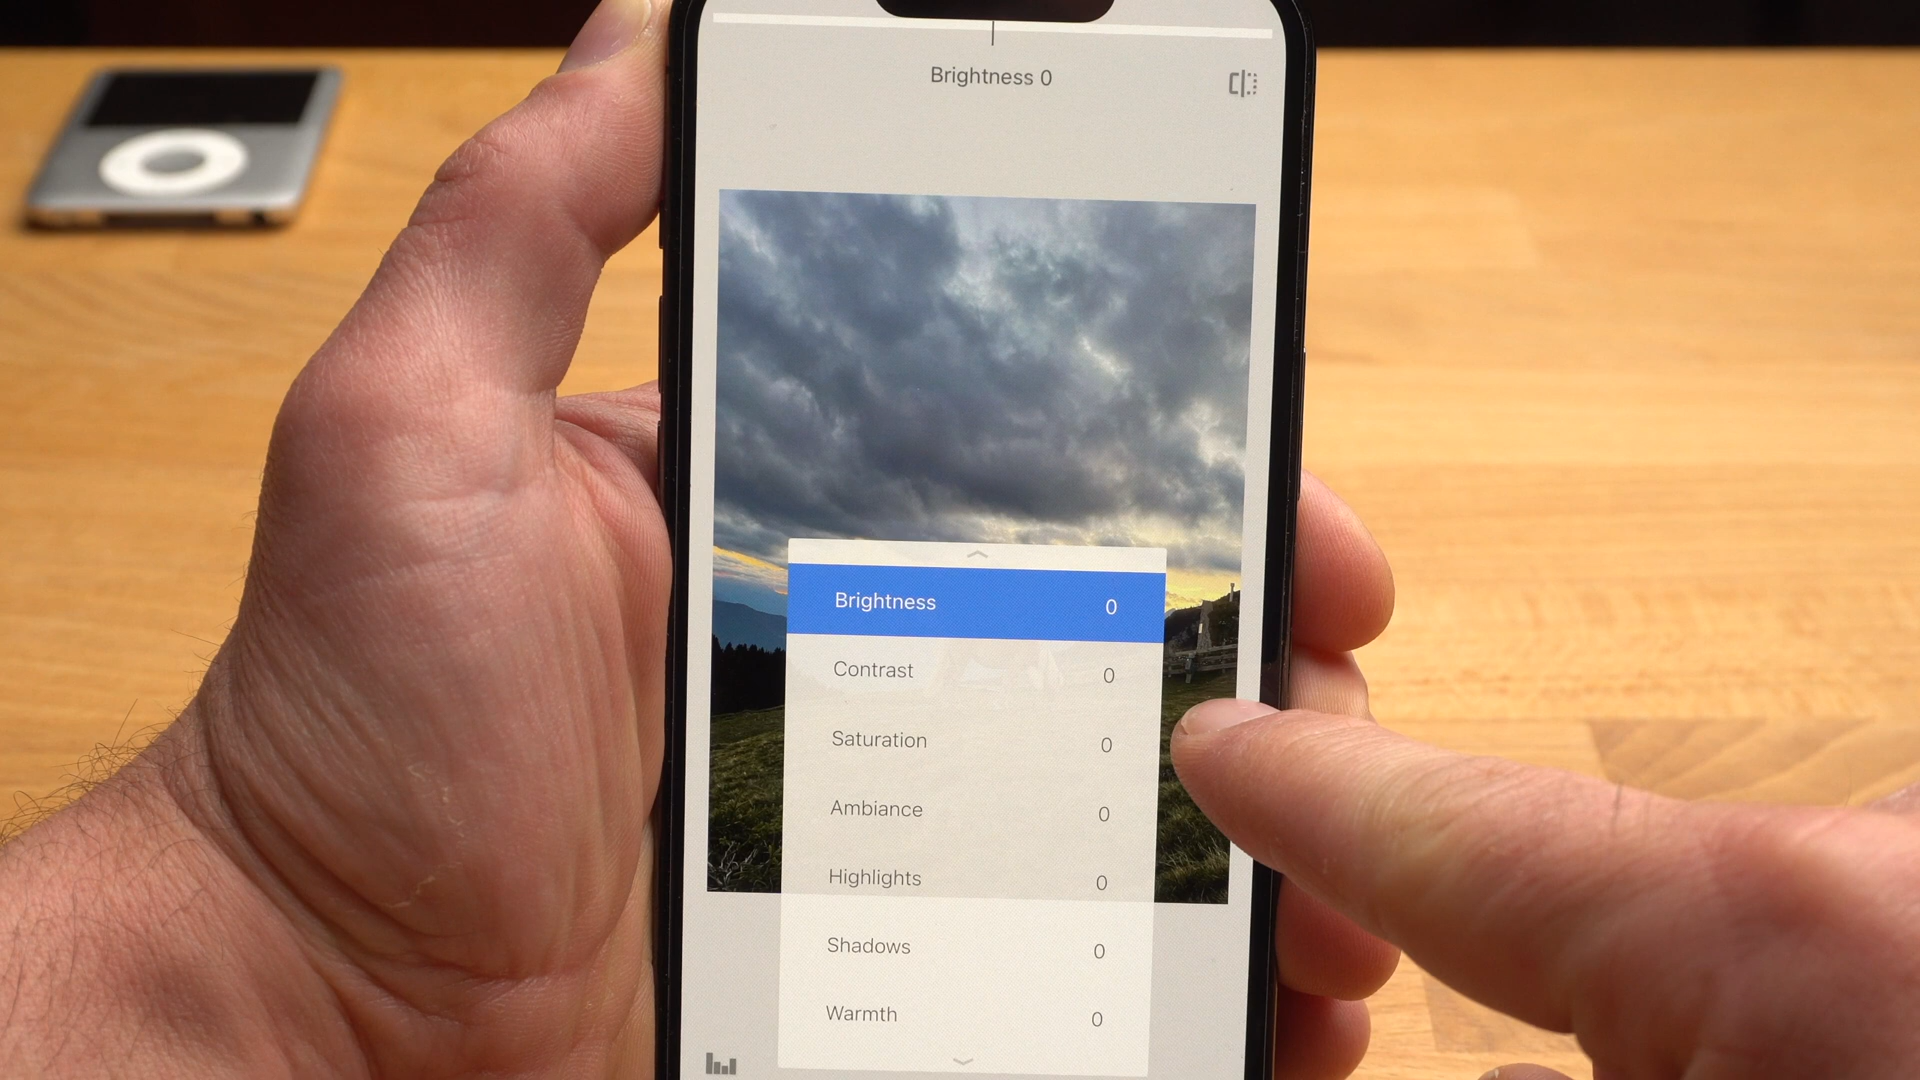 Brightness 0
Brightness 0
Contrast 0
Saturation 0
Ambiance 0
Highlights 0
Shadows 0
Warmth 0